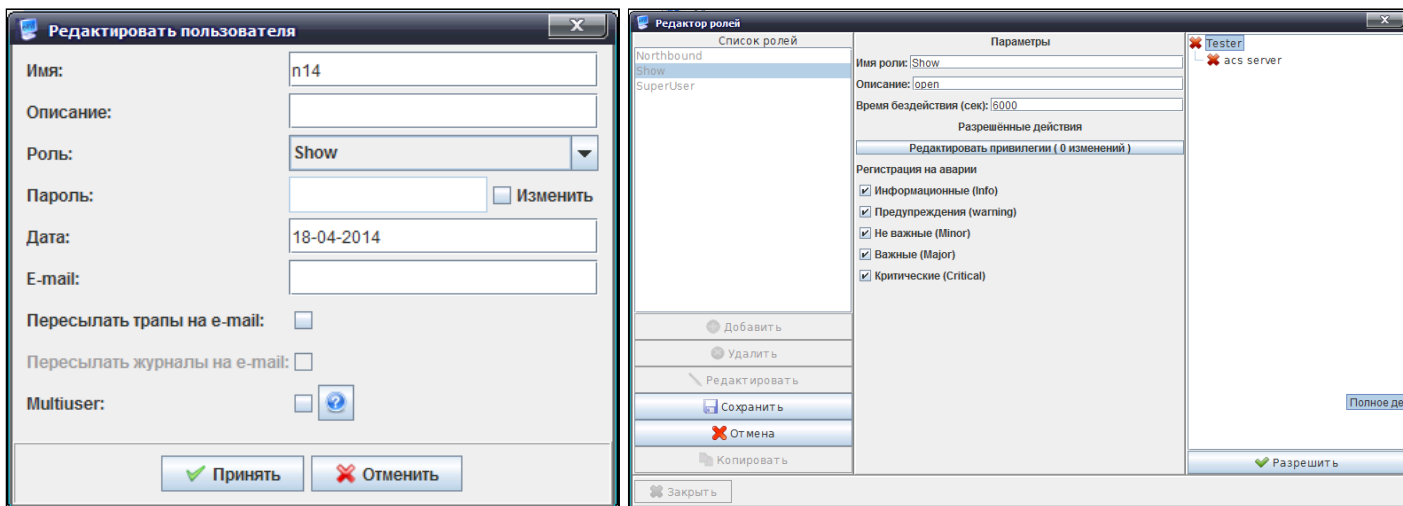 Редактировать пользователя
Имя: n14
Описание:
Роль: Show
Пароль: Изменить
Дата: 18-04-2014
E-mail:
Пересылать трапы на e-mail:
Пересылать журналы на e-mail:
Multiuser:
Принять Отменить
Редактор ролей
Список ролей
Northbound
Show
SuperUser
Добавить
Удалить
Редактировать
Сохранить
Отмена
Копировать
Закрыть
Параметры
Имя роли: Show
Описание: open
Время бездействия (сек): 6000
Разрешённые действия
Редактировать привилегии ( 0 изменений )
Регистрация на аварии
Информационные (Info)
Предупреждения (warning)
Не важные (Minor)
Важные (Major)
Критические (Critical)
Tester
acs server
Полное де
Разрешить